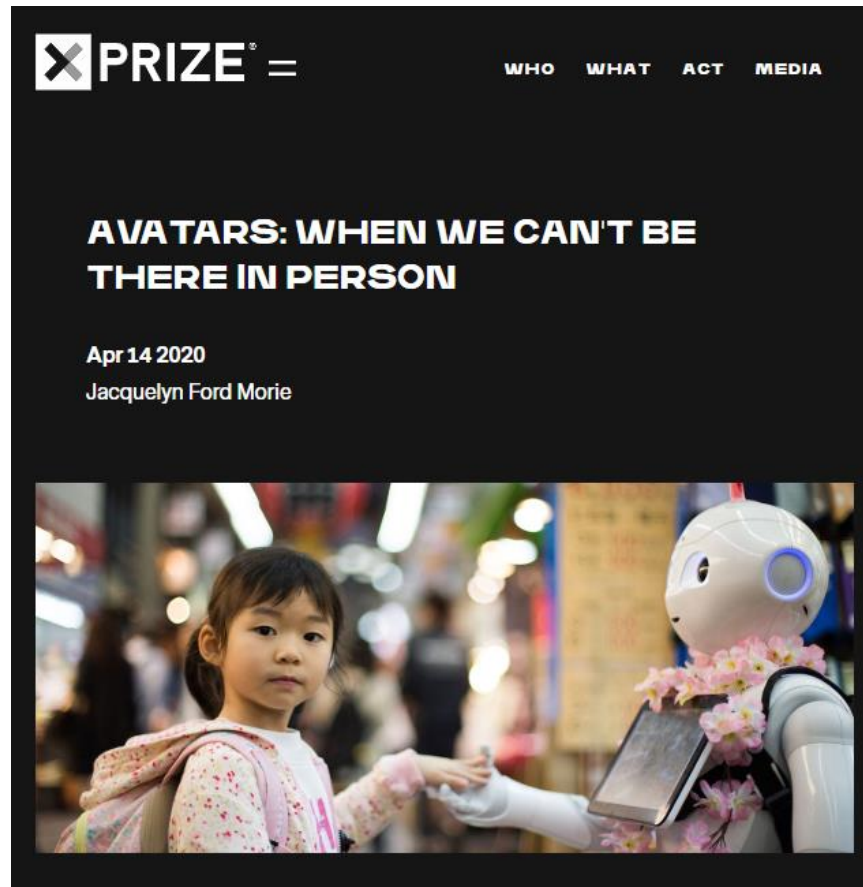 XPRIZE®
WHO WHAT ACT MEDIA
AVATARS: WHEN WE CAN'T BE
THERE IN PERSON
Apr 14 2020
Jacquelyn Ford Morie